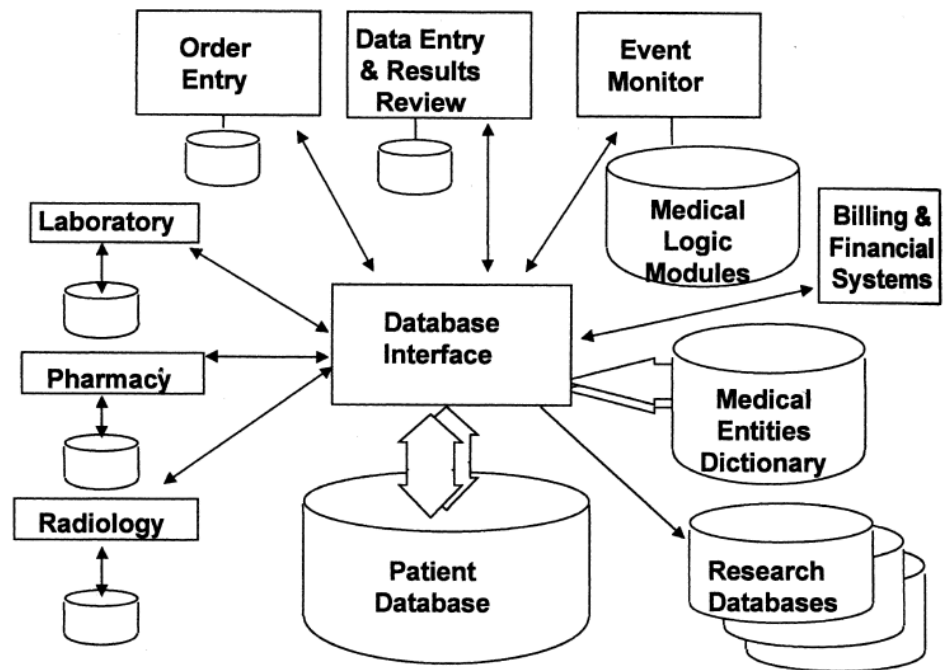 Order
Entry
Data Entry
& Results
Review
Event
Monitor
Medical
Logic
Modules
Billing &
Financial
Systems
Laboratory
Pharmacy
Radiology
Database
Interface
Medical
Entities
Dictionary
Patient
Database
Research
Databases